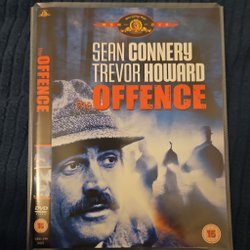 SEAN CONNERY
TREVOR HOWARD
THE OFFENCE
15
THE OFFENCE
15
DVD